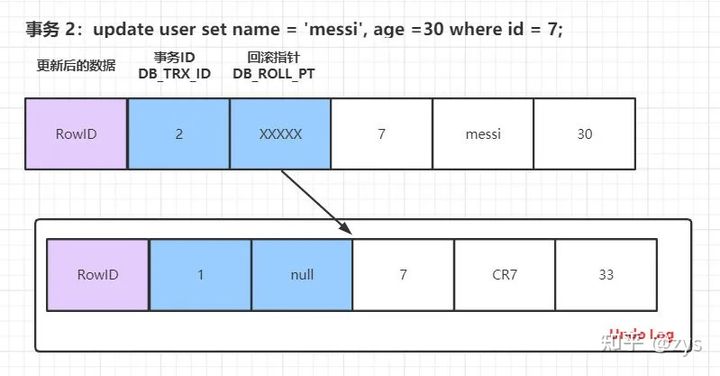 事务 2：update user set name = 'messi', age =30 where id = 7;
更新后的数据
事务ID
DB_TRX_ID
回滚指针
DB_ROLL_PT
RowID 2 XXXXX 7 messi 30
RowID 1 null 7 CR7 33
Undo Log
知乎 @zys